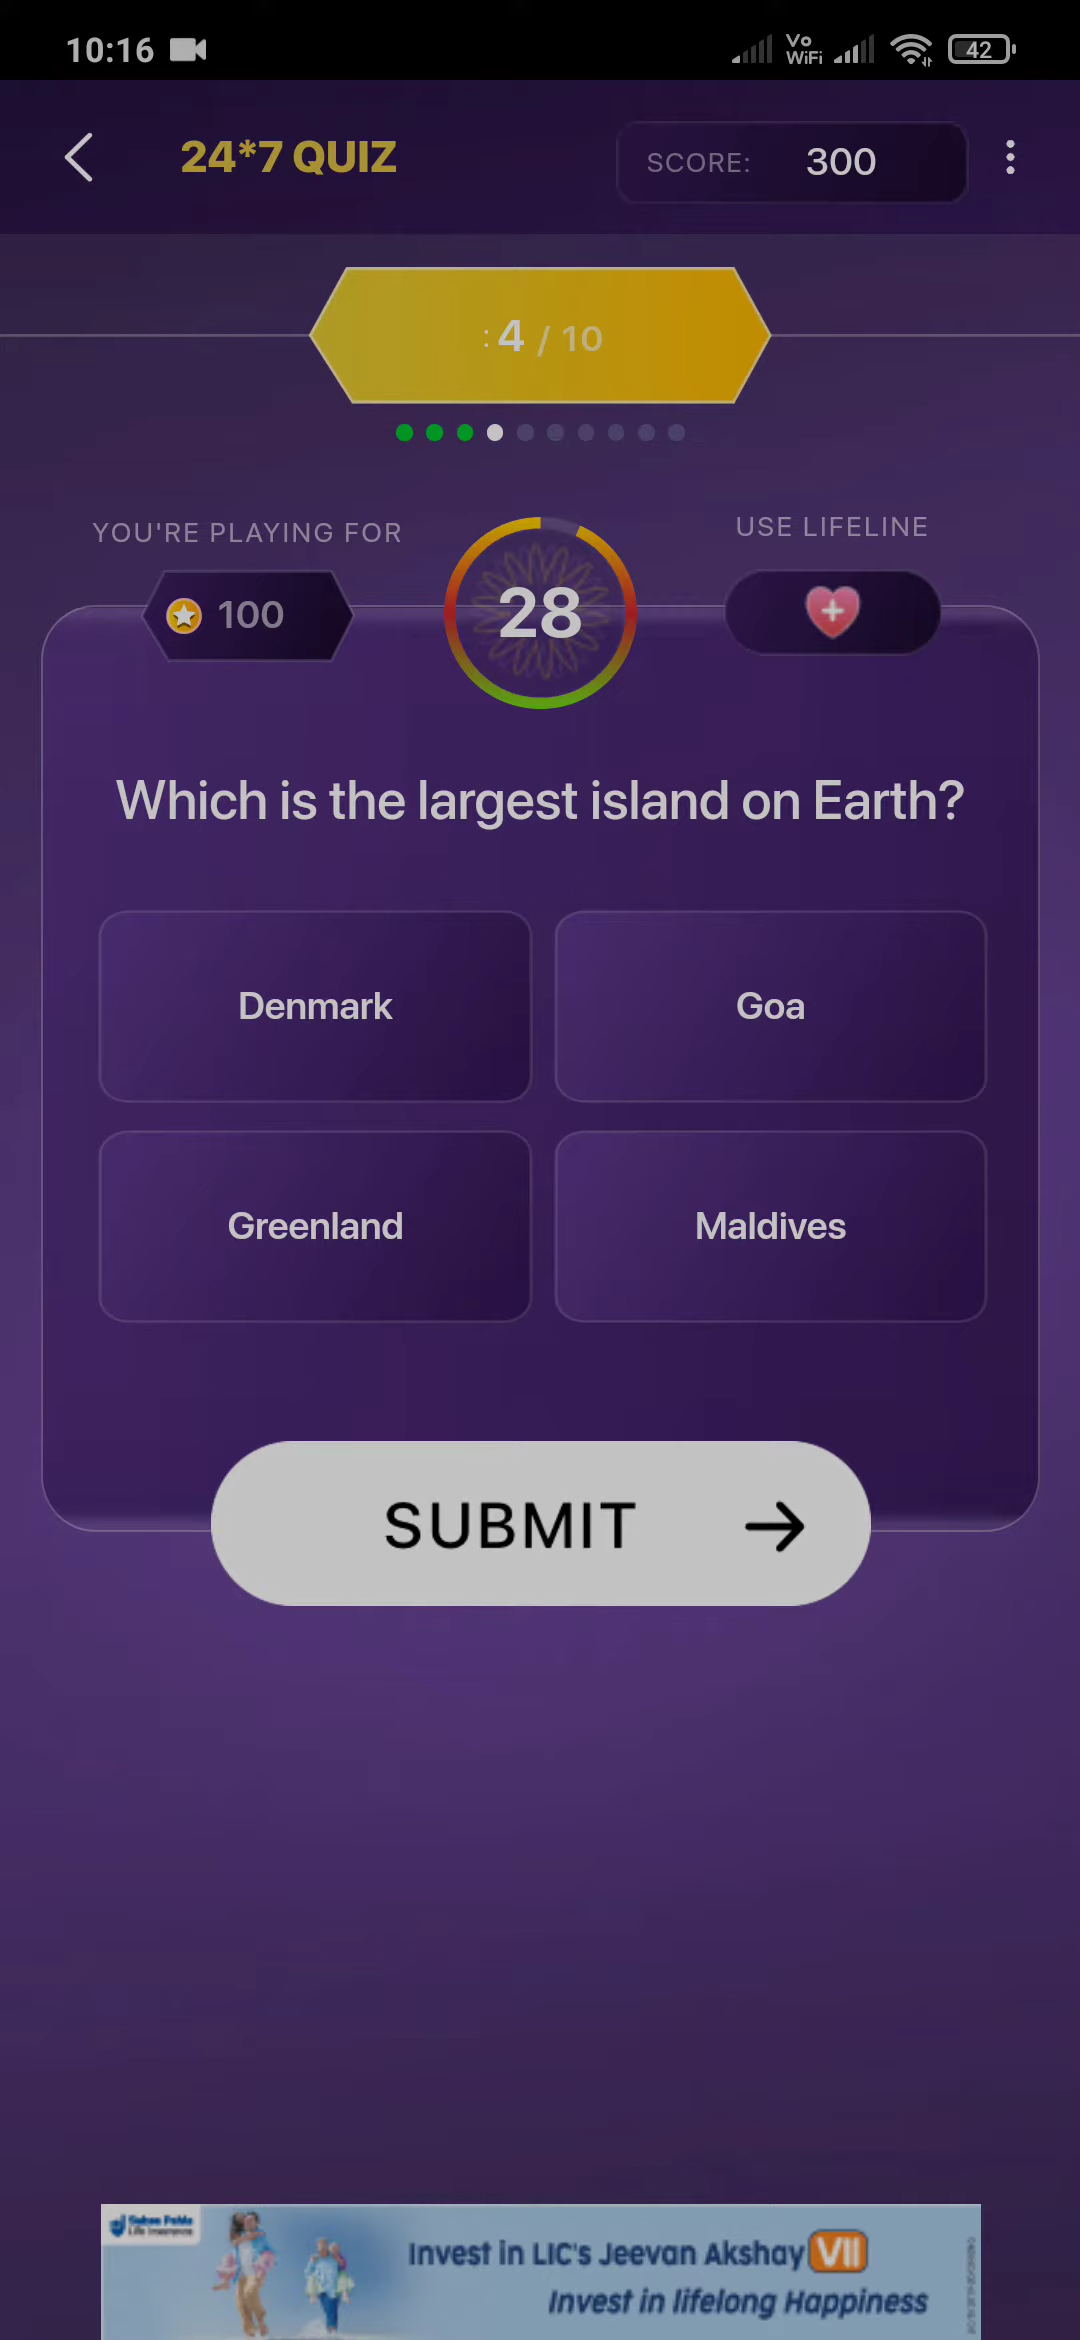 10:16
Vo
WiFi
42
24*7 QUIZ
SCORE: 300
: 4 / 10
YOU'RE PLAYING FOR
USE LIFELINE
100
28
Which is the largest island on Earth?
Denmark
Goa
Greenland
Maldives
SUBMIT
Life Insurance
Invest in LIC's Jeevan Akshay VII
Invest in lifelong Happiness